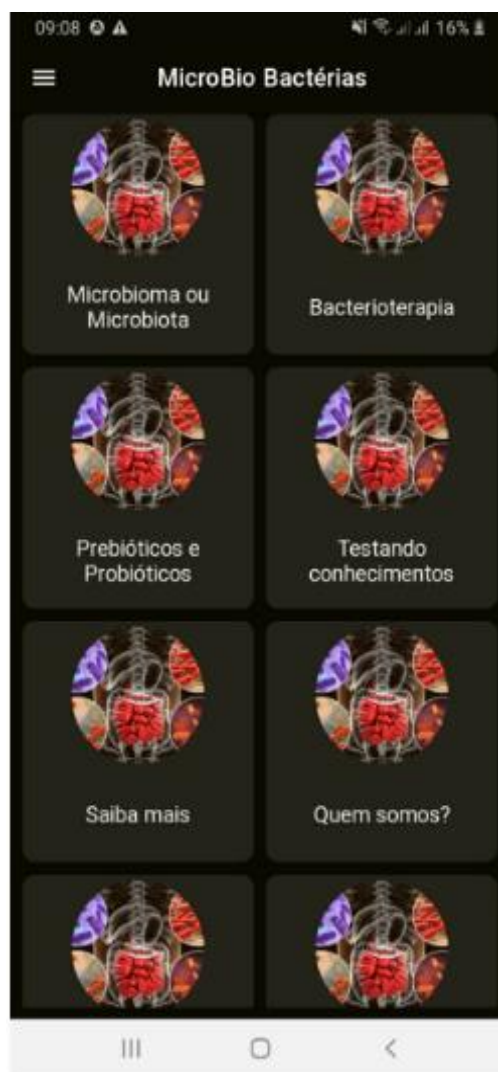 09:08 16%
MicroBio Bactérias
Microbioma ou
Microbiota
Bacterioterapia
Prebióticos e
Probióticos
Testando
conhecimentos
Saiba mais
Quem somos?